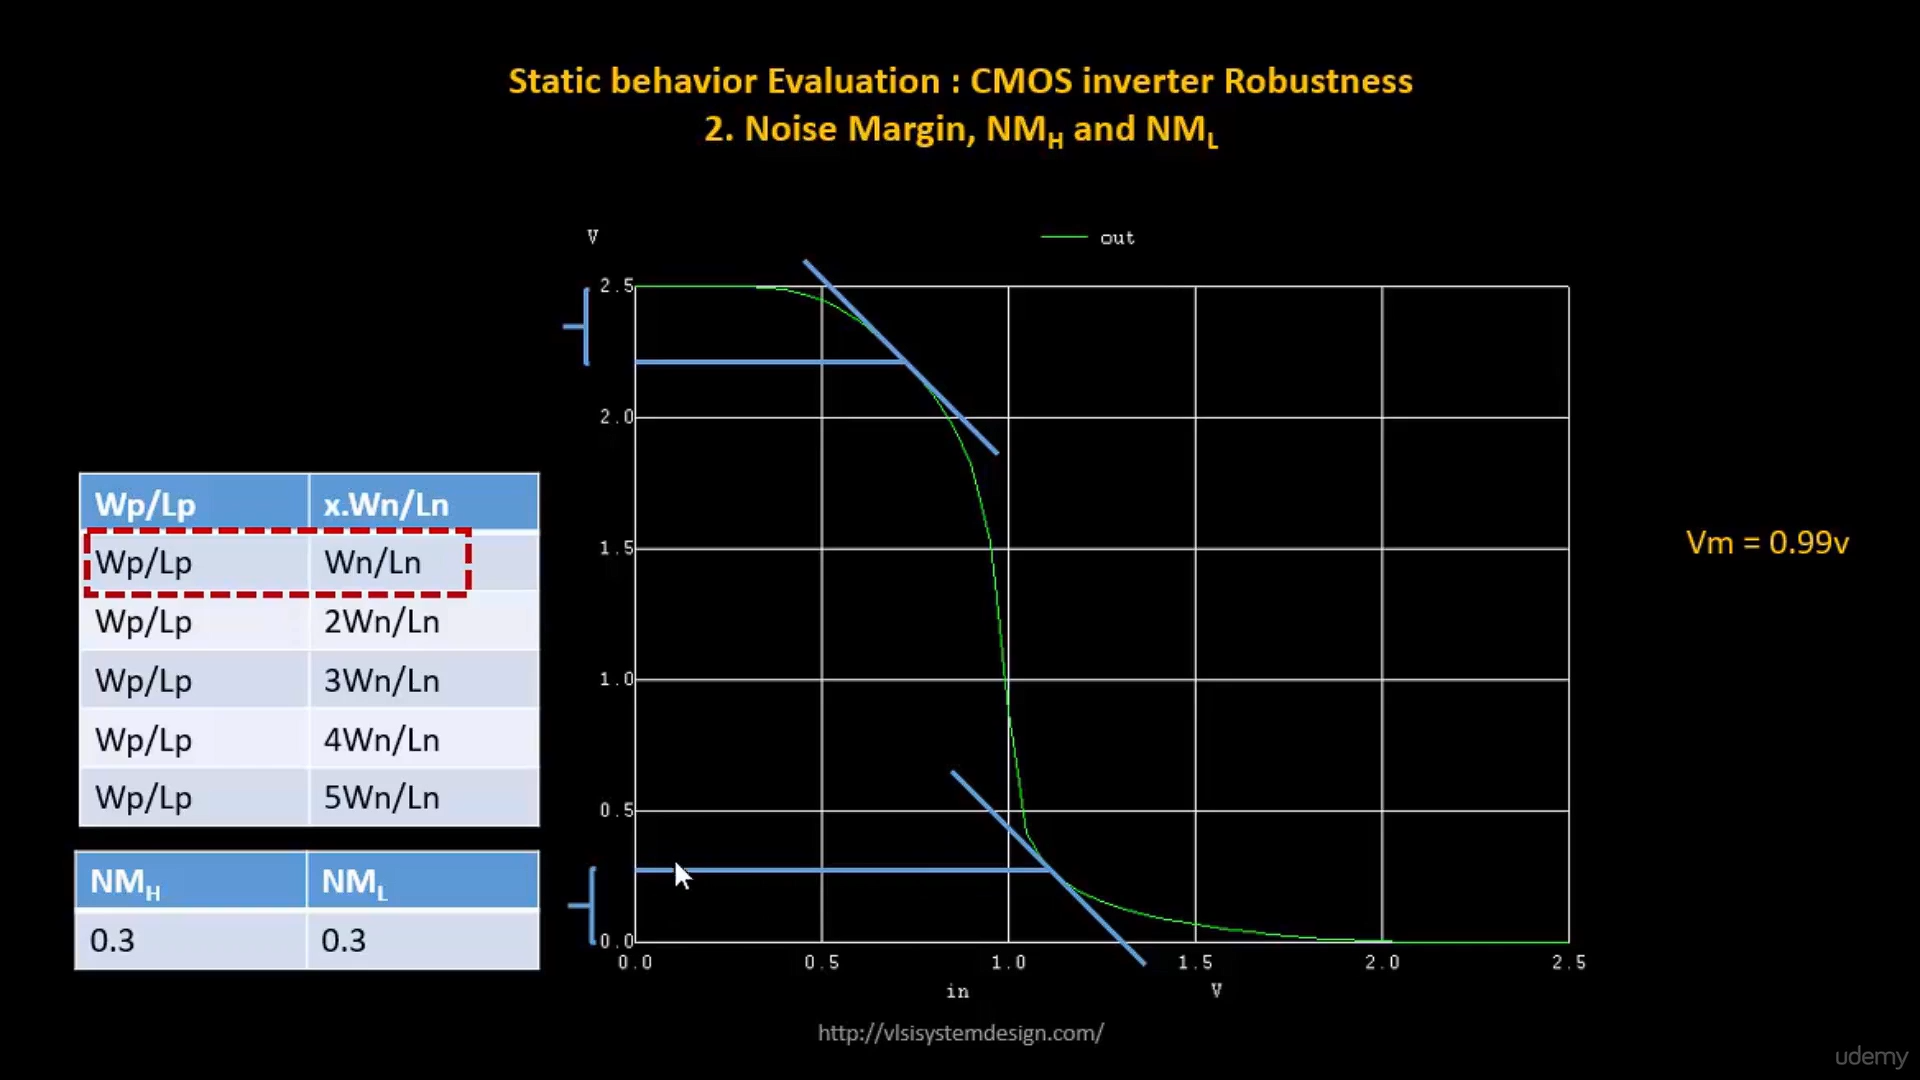 Static behavior Evaluation : CMOS inverter Robustness
2. Noise Margin, NMH and NML
V
out
2.5
2.0
1.5
1.0
0.5
0.0
0.0 0.5 1.0 1.5 2.0 2.5
in V
Wp/Lp x.Wn/Ln
Wp/Lp Wn/Ln
Wp/Lp 2Wn/Ln
Wp/Lp 3Wn/Ln
Wp/Lp 4Wn/Ln
Wp/Lp 5Wn/Ln
NMH NML
0.3 0.3
Vm = 0.99v
http://vlsisystemdesign.com/
udemy